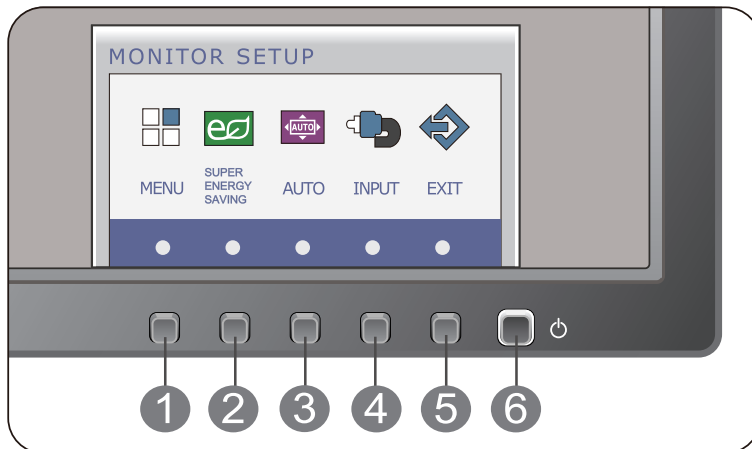 MONITOR SETUP
AUTO
MENU
SUPER
ENERGY
SAVING
AUTO
INPUT
EXIT
1 2 3 4 5 6